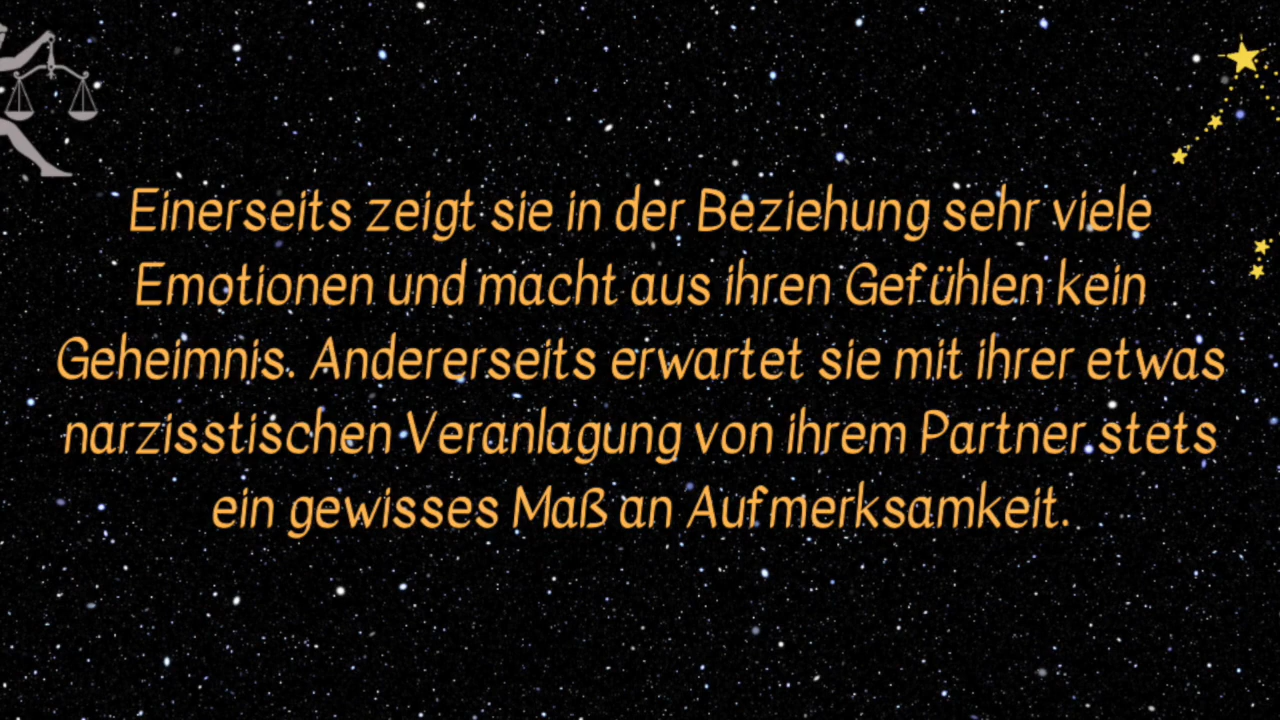 Einerseits zeigt sie in der Beziehung sehr viele
Emotionen und macht aus ihren Gefühlen kein
Geheimnis. Andererseits erwartet sie mit ihrer etwas
narzisstischen Veranlagung von ihrem Partner stets
ein gewisses Maß an Aufmerksamkeit.